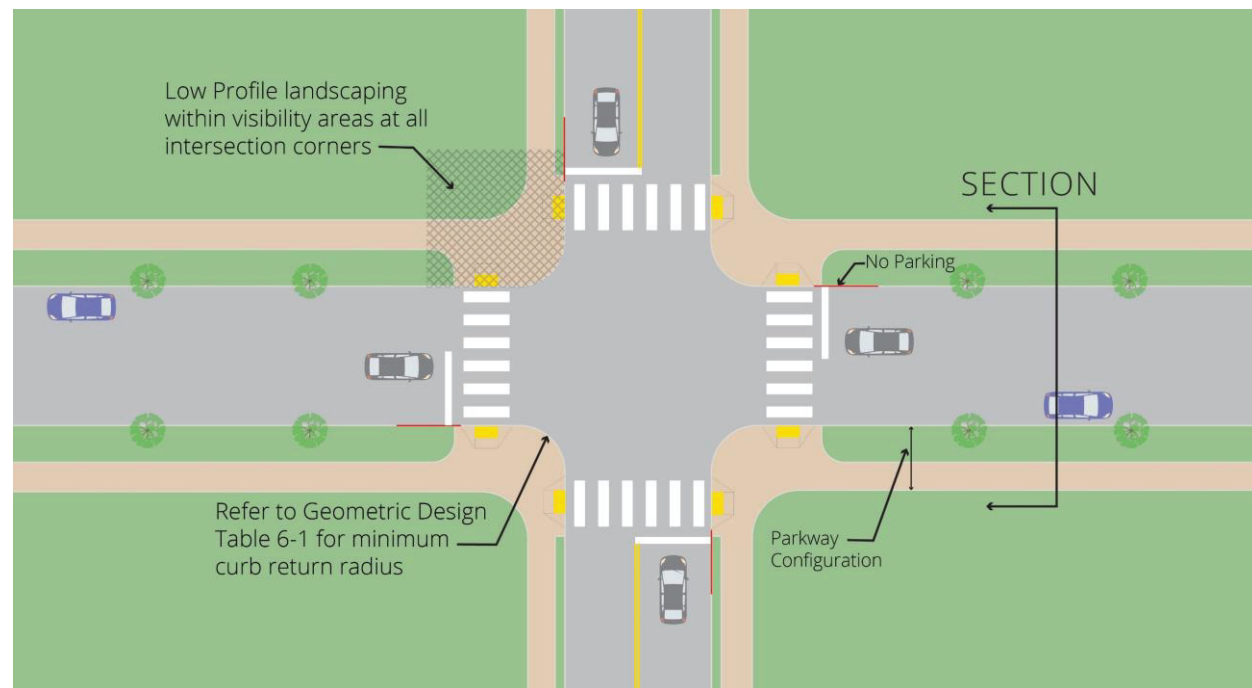 Low Profile landscaping
within visibility areas at all
intersection corners
SECTION
No Parking
Refer to Geometric Design
Table 6-1 for minimum
curb return radius
Parkway
Configuration